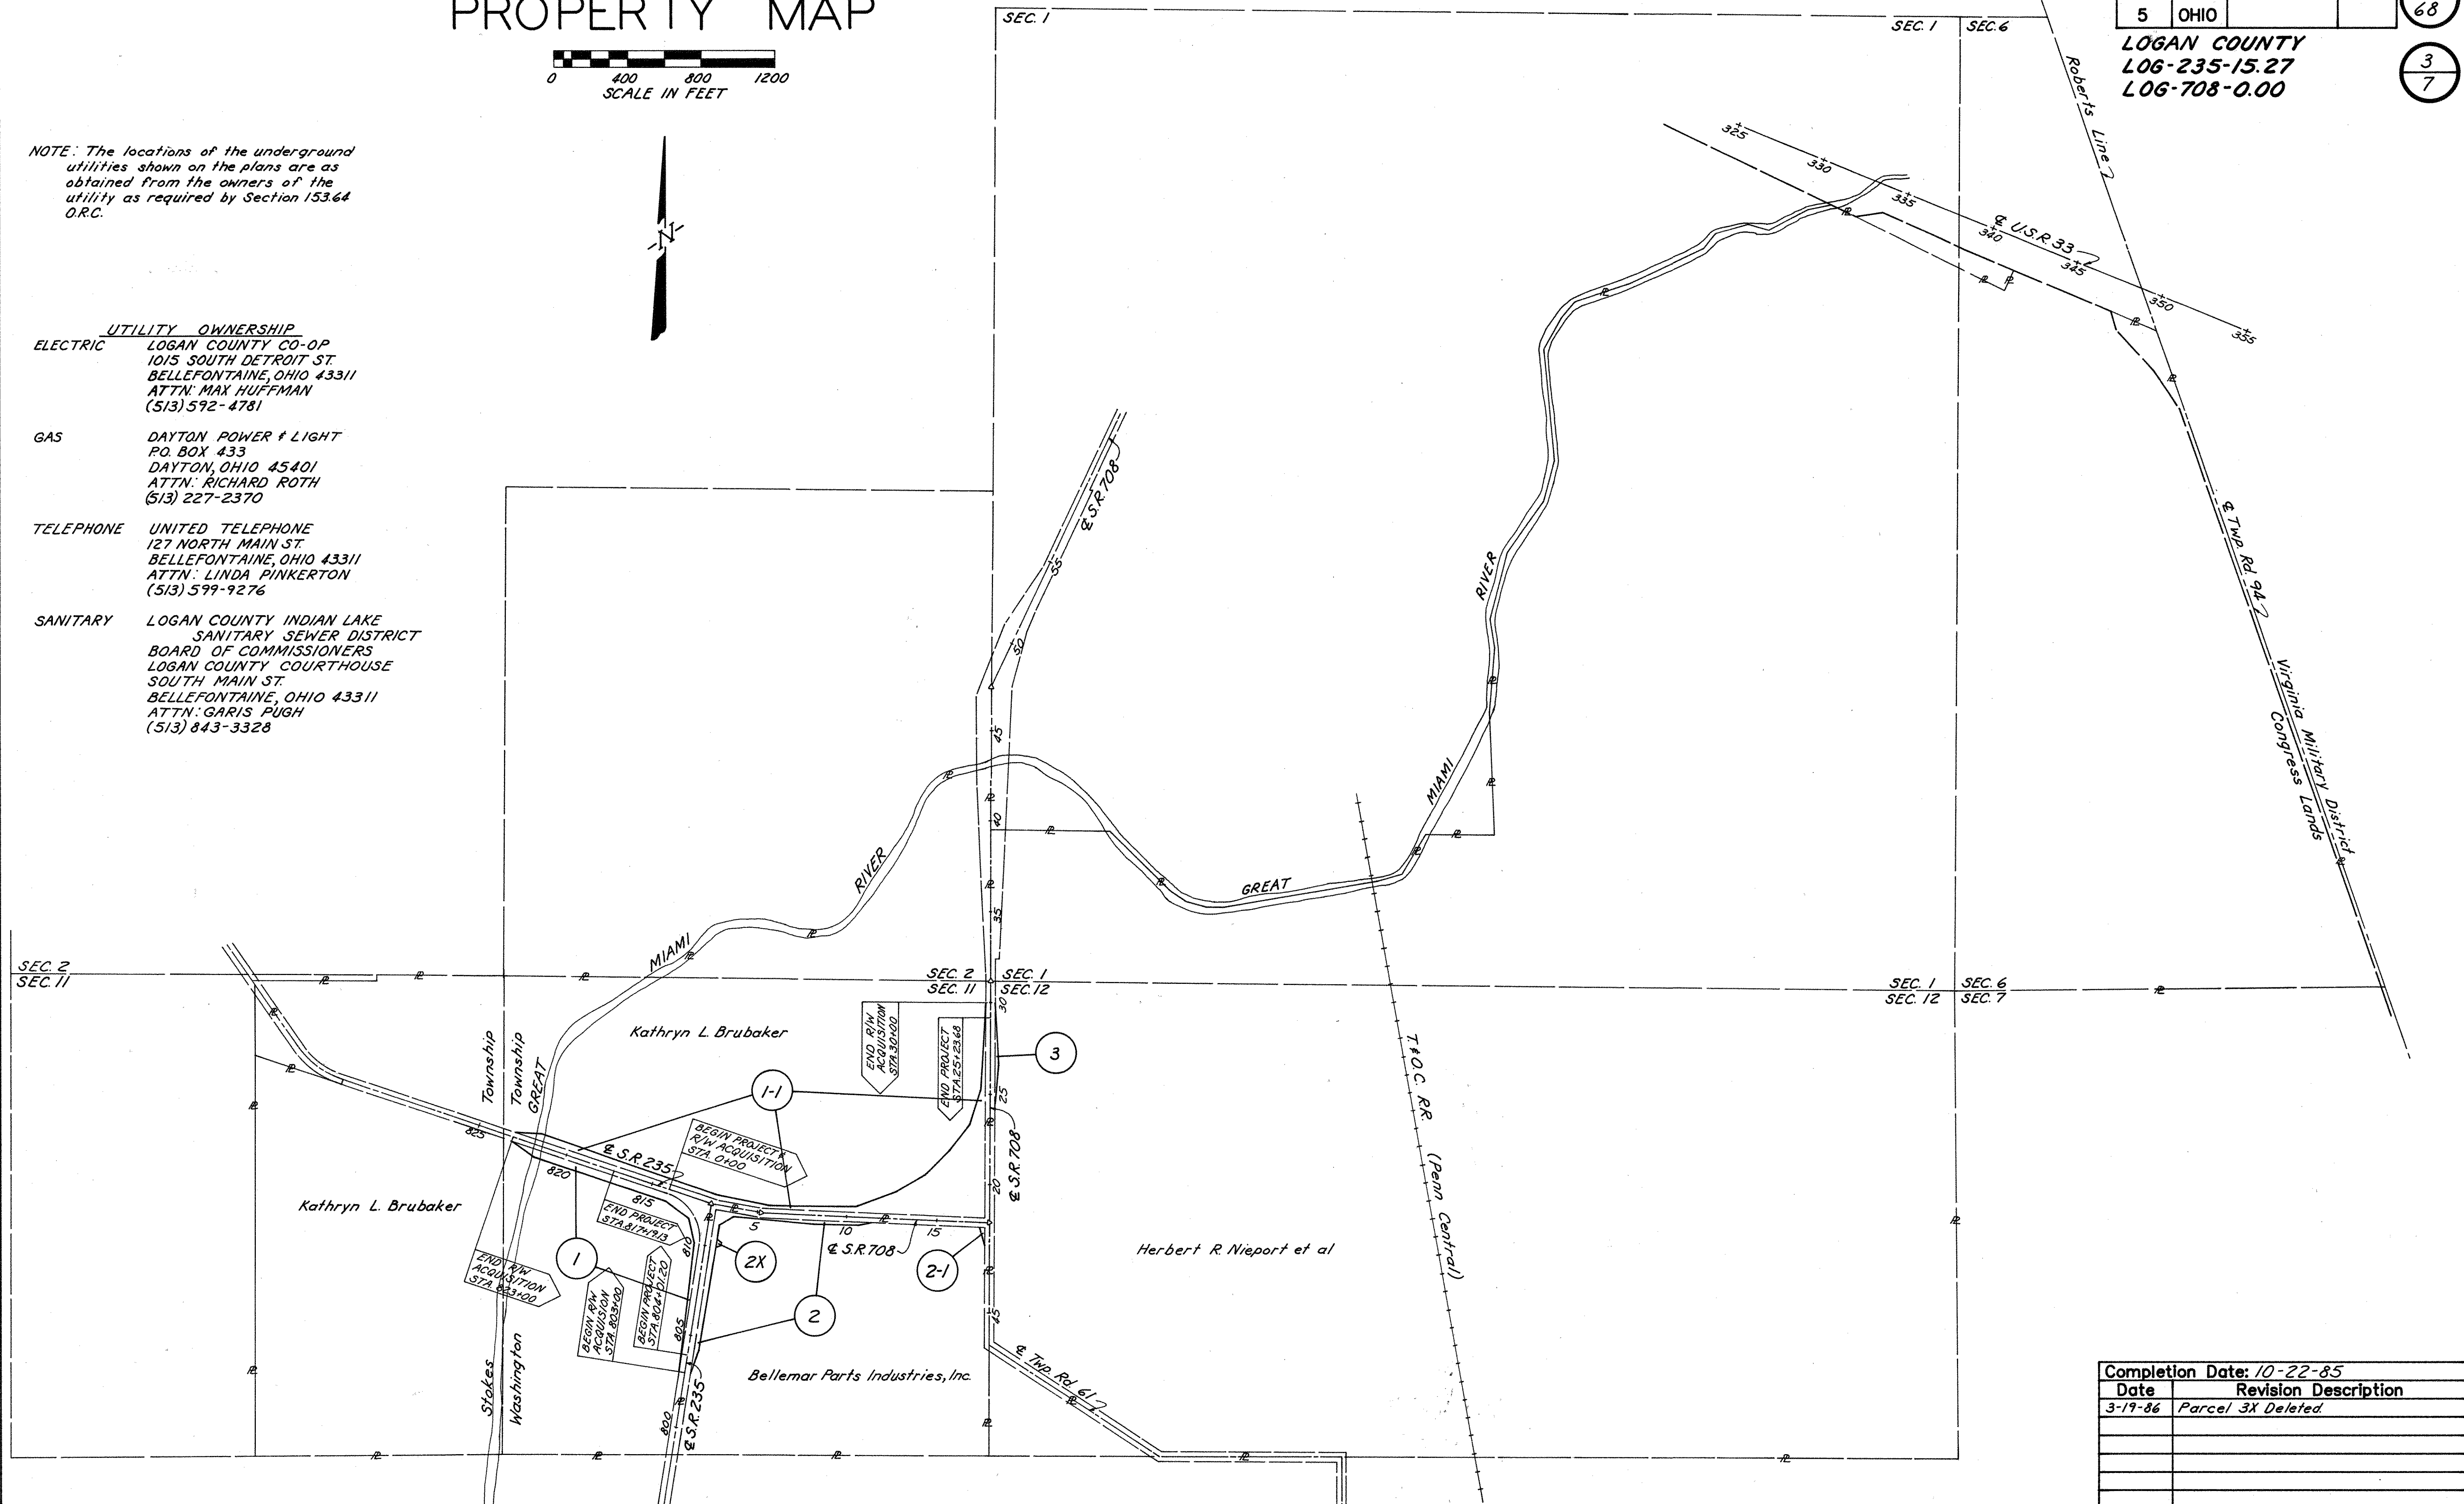 PROPERTY MAP
0 400 800 1200
SCALE IN FEET
5 OHIO
68
LOGAN COUNTY
LOG-235-15.27
LOG-708-0.00
3
7
NOTE: The locations of the underground
utilities shown on the plans are as
obtained from the owners of the
utility as required by Section 153.64
O.R.C.
UTILITY OWNERSHIP
ELECTRIC LOGAN COUNTY CO-OP
1015 SOUTH DETROIT ST.
BELLEFONTAINE, OHIO 43311
ATTN: MAX HUFFMAN
(513) 592-4781
GAS DAYTON POWER & LIGHT
P.O. BOX 433
DAYTON, OHIO 45401
ATTN: RICHARD ROTH
(513) 227-2370
TELEPHONE UNITED TELEPHONE
127 NORTH MAIN ST.
BELLEFONTAINE, OHIO 43311
ATTN: LINDA PINKERTON
(513) 599-9276
SANITARY LOGAN COUNTY INDIAN LAKE
SANITARY SEWER DISTRICT
BOARD OF COMMISSIONERS
LOGAN COUNTY COURTHOUSE
SOUTH MAIN ST.
BELLEFONTAINE, OHIO 43311
ATTN: GARIS PUGH
(513) 843-3328
N
SEC. 1
SEC. 1 SEC. 6
Roberts Line
325
330
335
340
345
350
355
℄ U.S.R. 33
℄ Twp. Rd. 94
Virginia Military District
Congress Lands
℄ S.R. 708
55
50
45
40
35
RIVER
MIAMI
GREAT
RIVER
MIAMI
GREAT
SEC. 2
SEC. 11
SEC. 2 SEC. 1
SEC. 11 SEC. 12
SEC. 1 SEC. 6
SEC. 12 SEC. 7
30
25
20
Kathryn L. Brubaker
END R/W
ACQUISITION
STA. 30+00
END PROJECT
STA. 25+23.68
3
1-1
Township
Township
825
820
815
810
805
800
℄ S.R. 235
BEGIN PROJECT &
R/W ACQUISITION
STA. 0+00
℄ S.R. 708
T. & O.C. RR. (Penn Central)
Kathryn L. Brubaker
END PROJECT
STA. 817+19.13
5
10
15
℄ S.R. 708
1
2X
2-1
2
END R/W
ACQUISITION
STA. 823+00
BEGIN R/W
ACQUISION
STA. 803+00
BEGIN PROJECT
STA. 804+01.20
Herbert R. Nieport et al
Stokes
Washington
℄ S.R. 235
Bellemar Parts Industries, Inc.
45
℄ Twp. Rd. 61
Completion Date: 10-22-85
Date Revision Description
3-19-86 Parcel 3X Deleted.